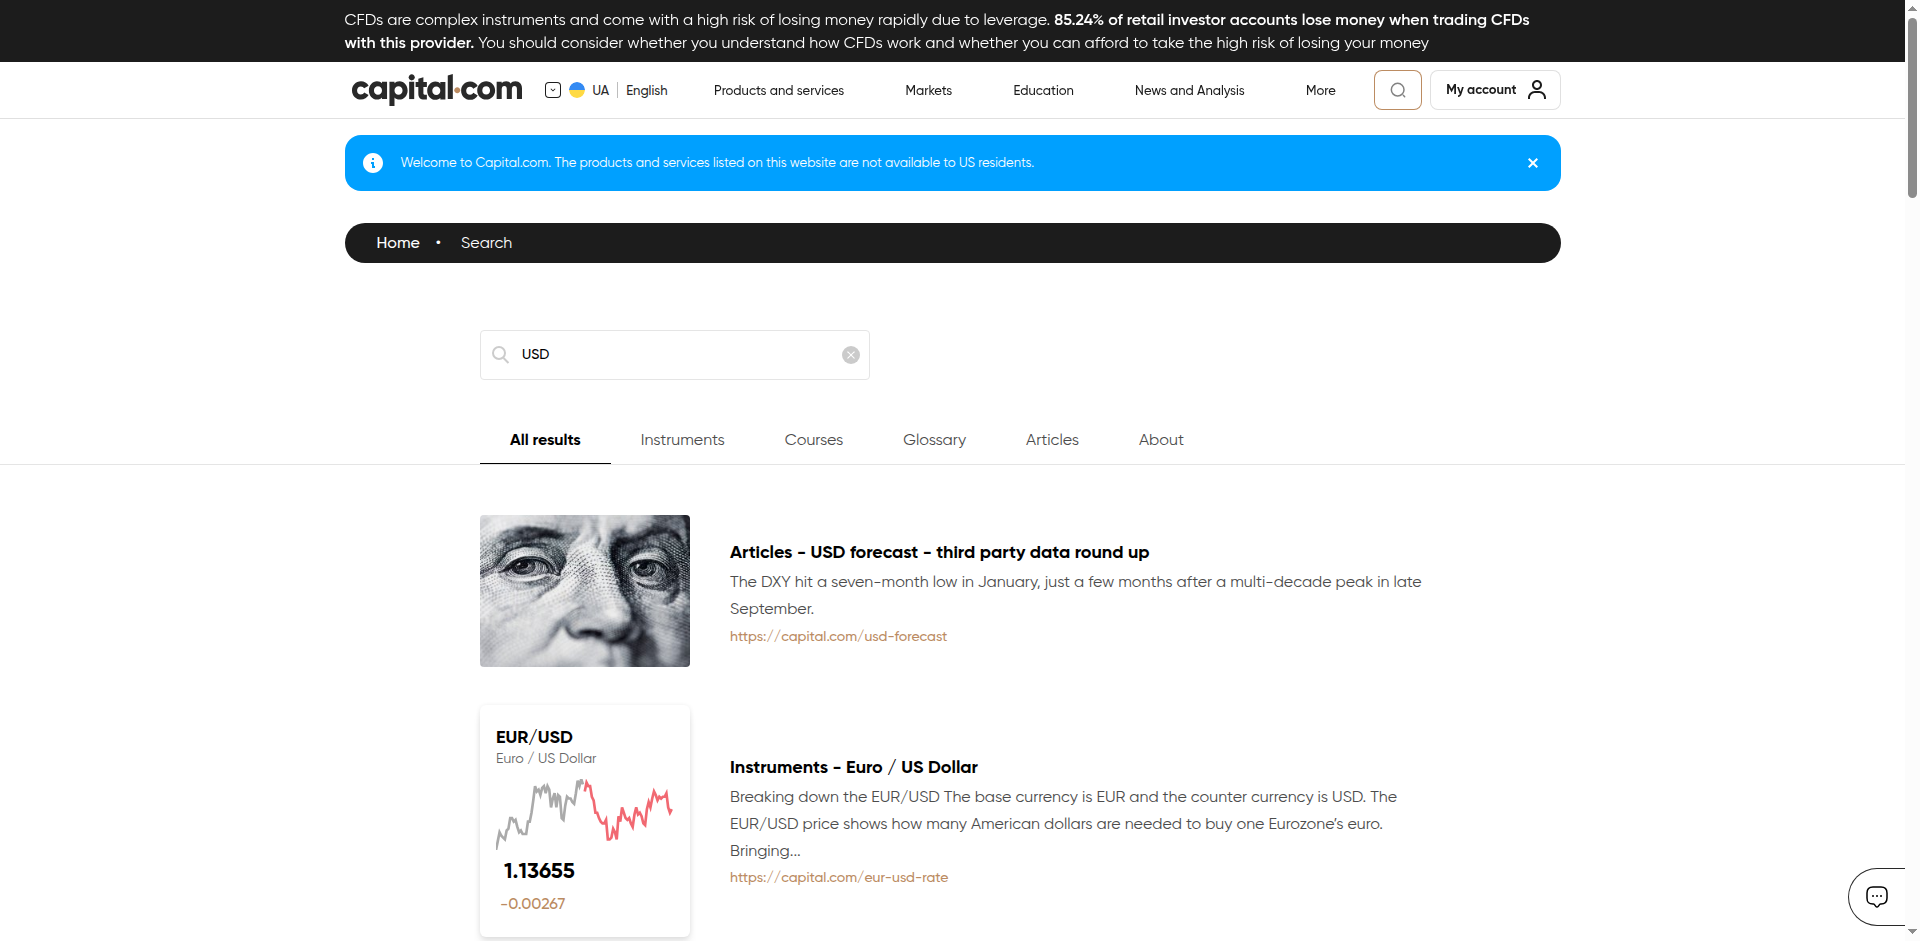 CFDs are complex instruments and come with a high risk of losing money rapidly due to leverage. 85.24% of retail investor accounts lose money when trading CFDs
with this provider. You should consider whether you understand how CFDs work and whether you can afford to take the high risk of losing your money
capital.com
UA
English
Products and services
Markets
Education
News and Analysis
More
My account
Welcome to Capital.com. The products and services listed on this website are not available to US residents.
Home • Search
USD
All results
Instruments
Courses
Glossary
Articles
About
Articles - USD forecast - third party data round up
The DXY hit a seven-month low in January, just a few months after a multi-decade peak in late
September.
https://capital.com/usd-forecast
EUR/USD
Euro / US Dollar
1.13655
-0.00267
Instruments - Euro / US Dollar
Breaking down the EUR/USD The base currency is EUR and the counter currency is USD. The
EUR/USD price shows how many American dollars are needed to buy one Eurozone's euro.
Bringing...
https://capital.com/eur-usd-rate